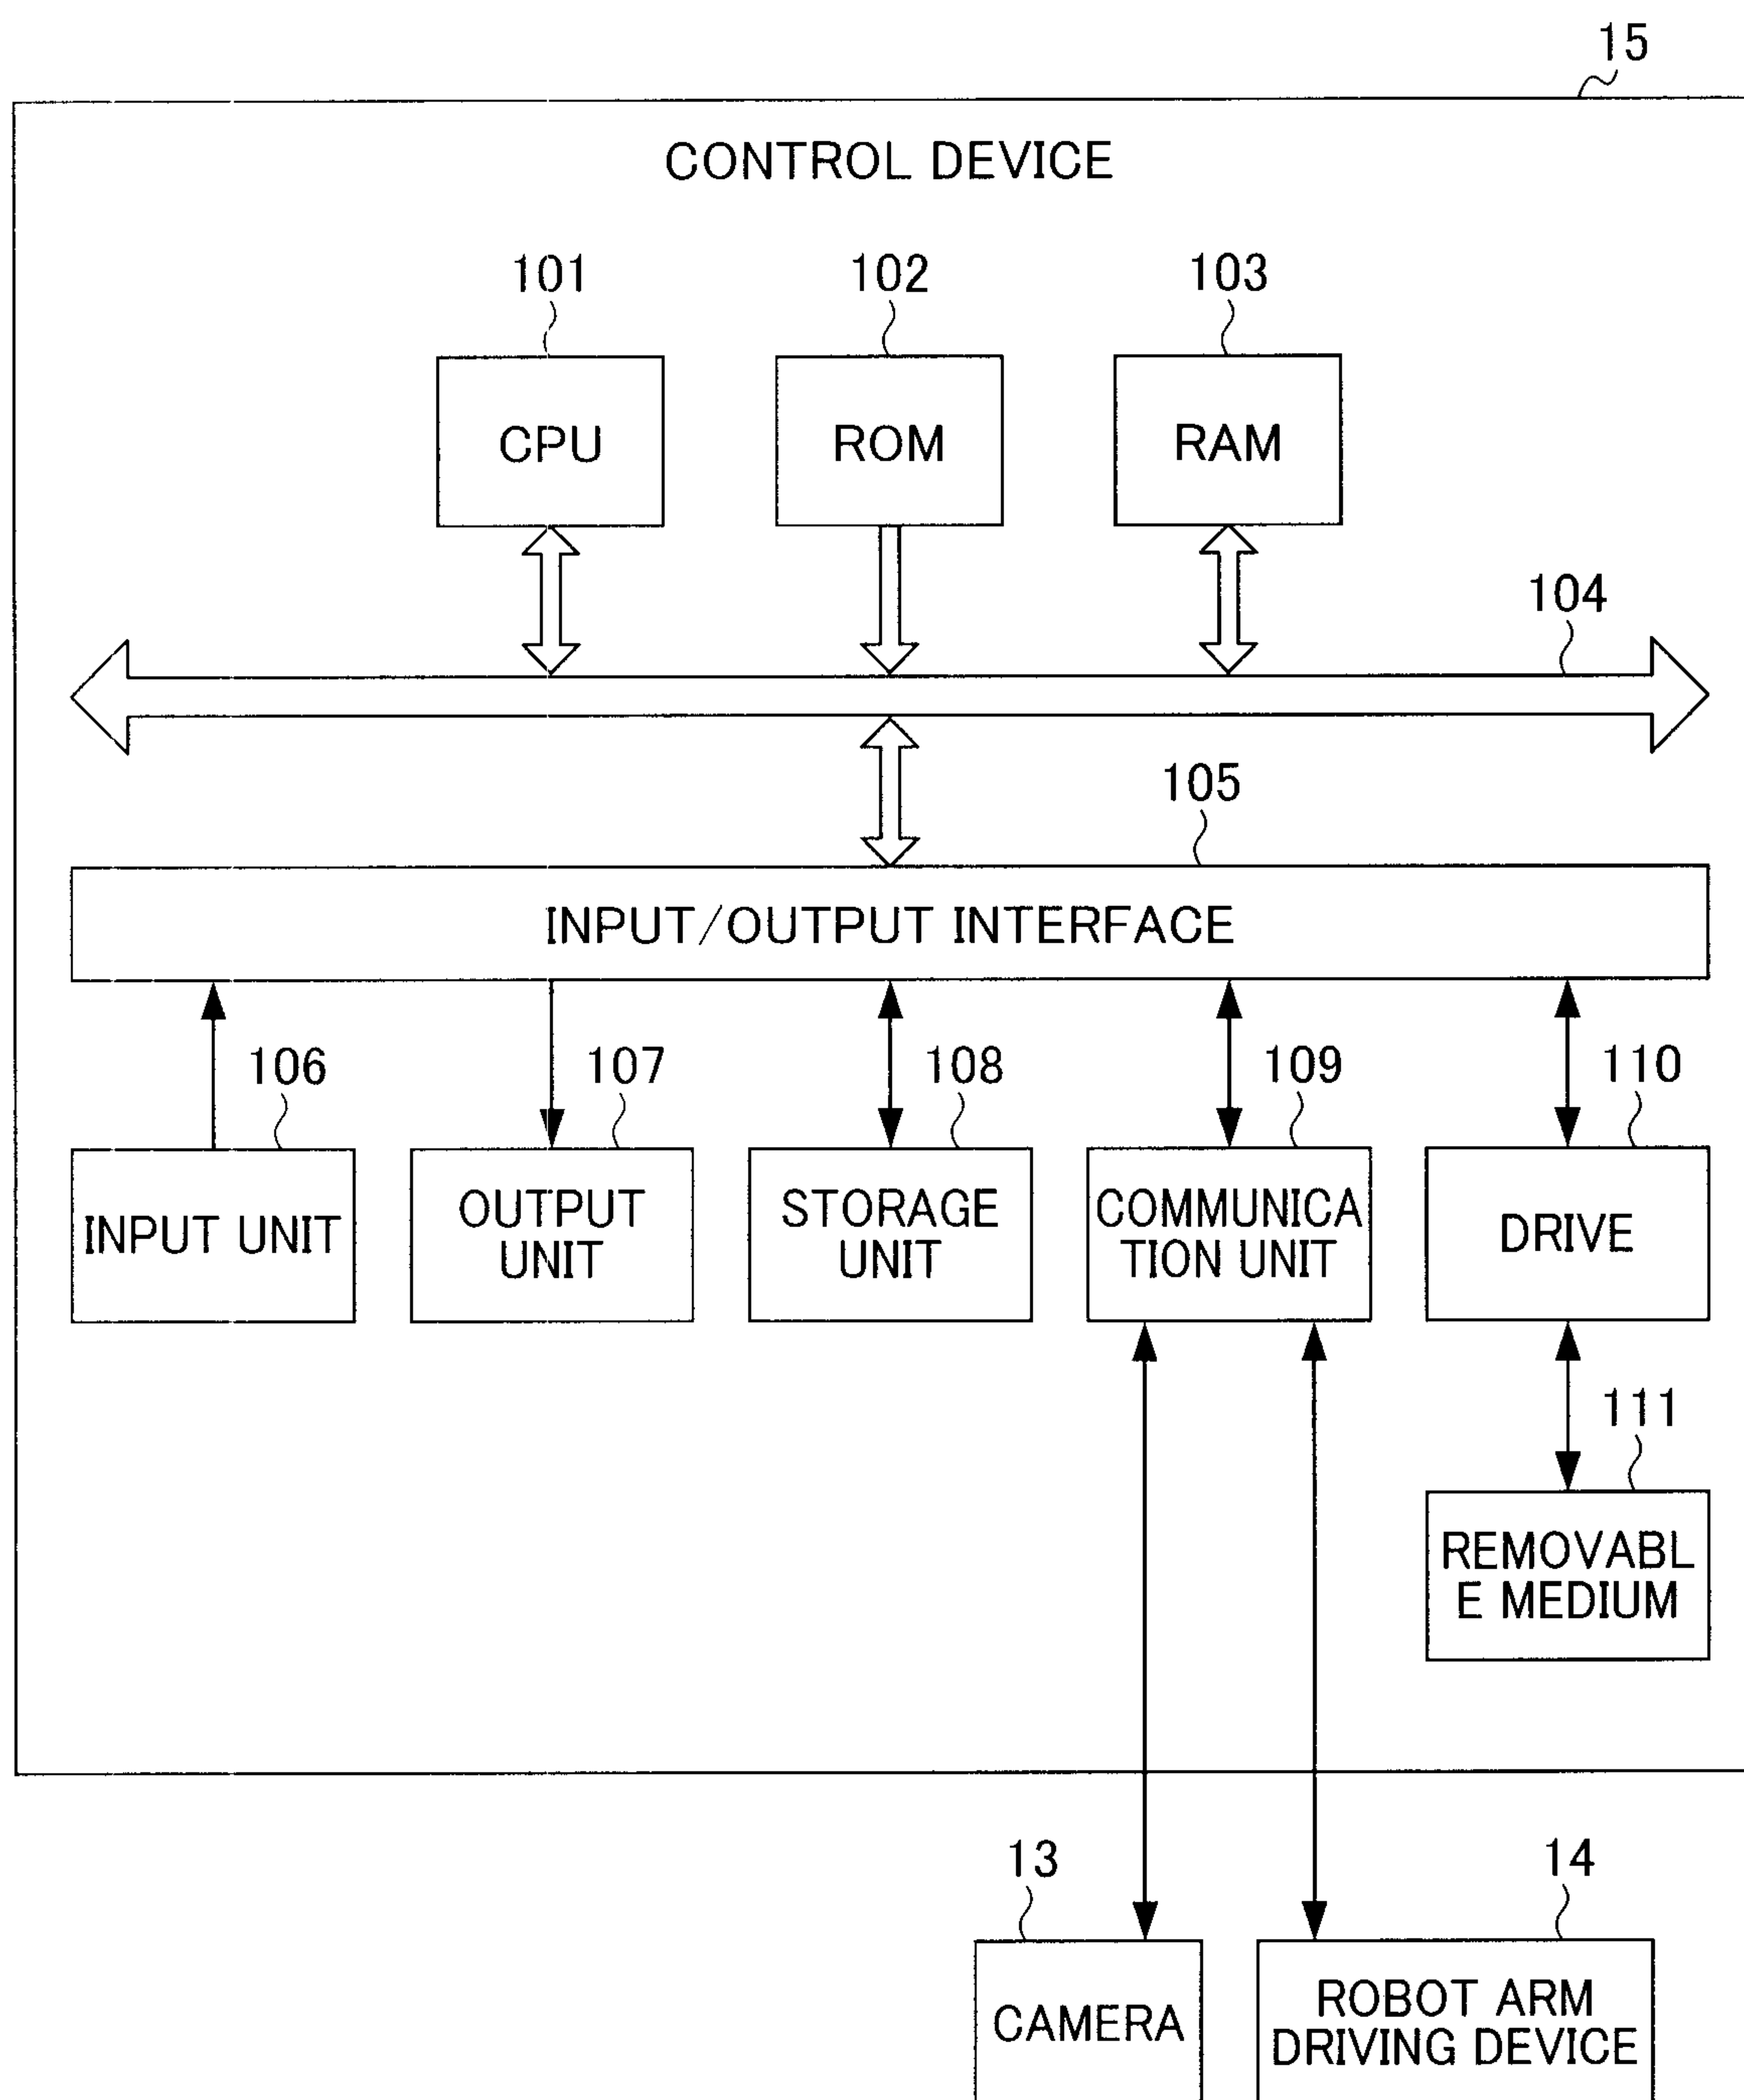 15
CONTROL DEVICE
101
102
103
CPU
ROM
RAM
104
105
INPUT/OUTPUT INTERFACE
106
107
108
109
110
INPUT UNIT
OUTPUT
UNIT
STORAGE
UNIT
COMMUNICA
TION UNIT
DRIVE
111
REMOVABL
E MEDIUM
13
14
CAMERA
ROBOT ARM
DRIVING DEVICE